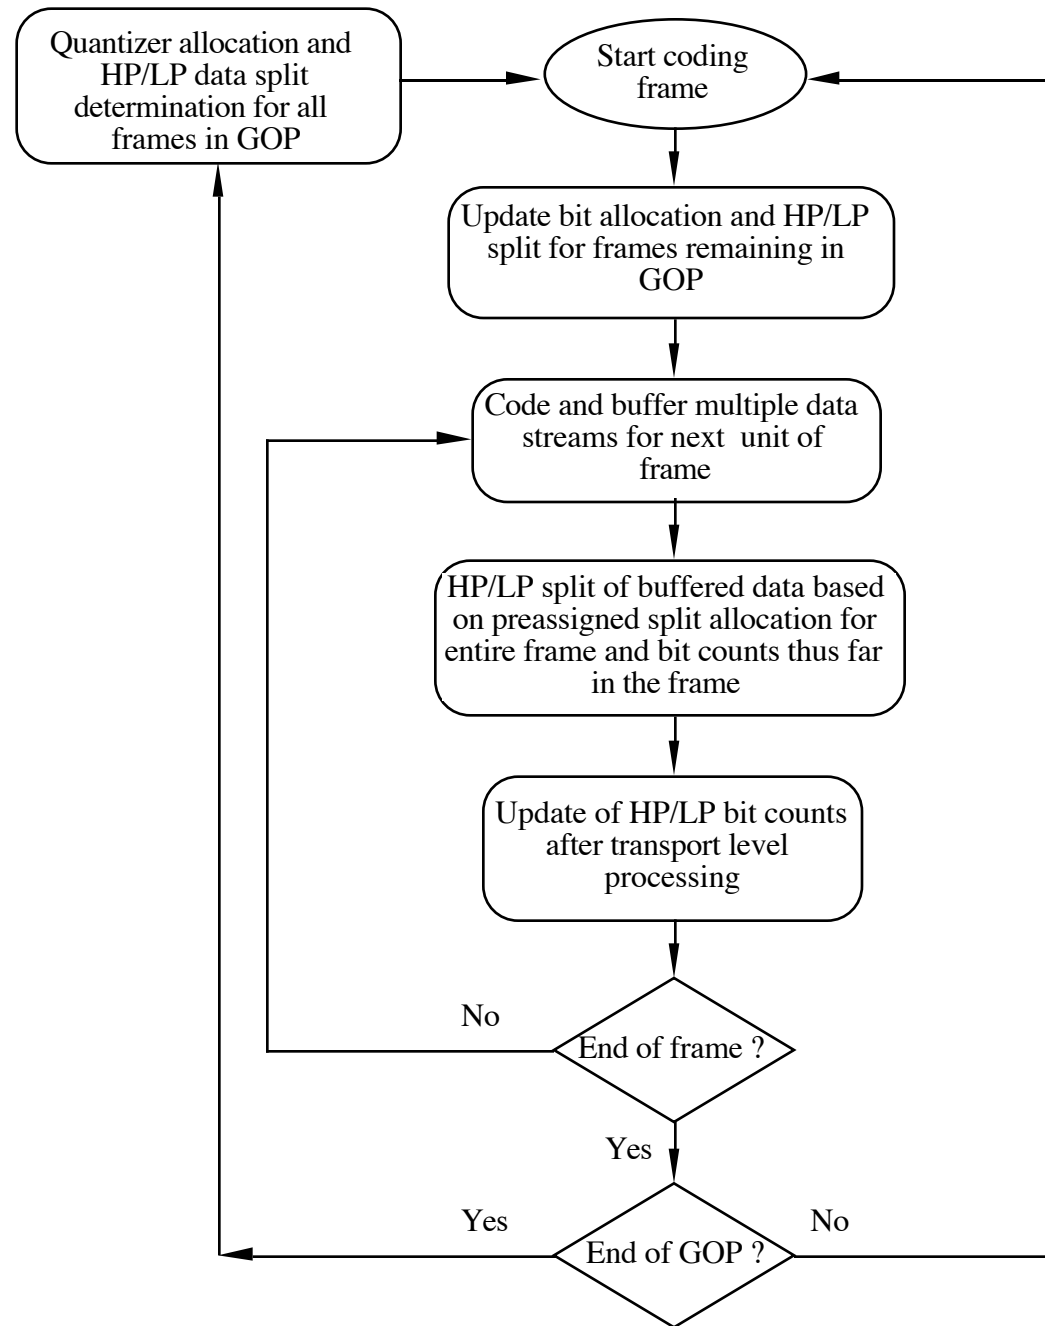 Quantizer allocation and
HP/LP data split
determination for all
frames in GOP
Start coding
frame
Update bit allocation and HP/LP
split for frames remaining in
GOP
Code and buffer multiple data
streams for next unit of
frame
HP/LP split of buffered data based
on preassigned split allocation for
entire frame and bit counts thus far
in the frame
Update of HP/LP bit counts
after transport level
processing
No
End of frame ?
Yes
Yes
No
End of GOP ?